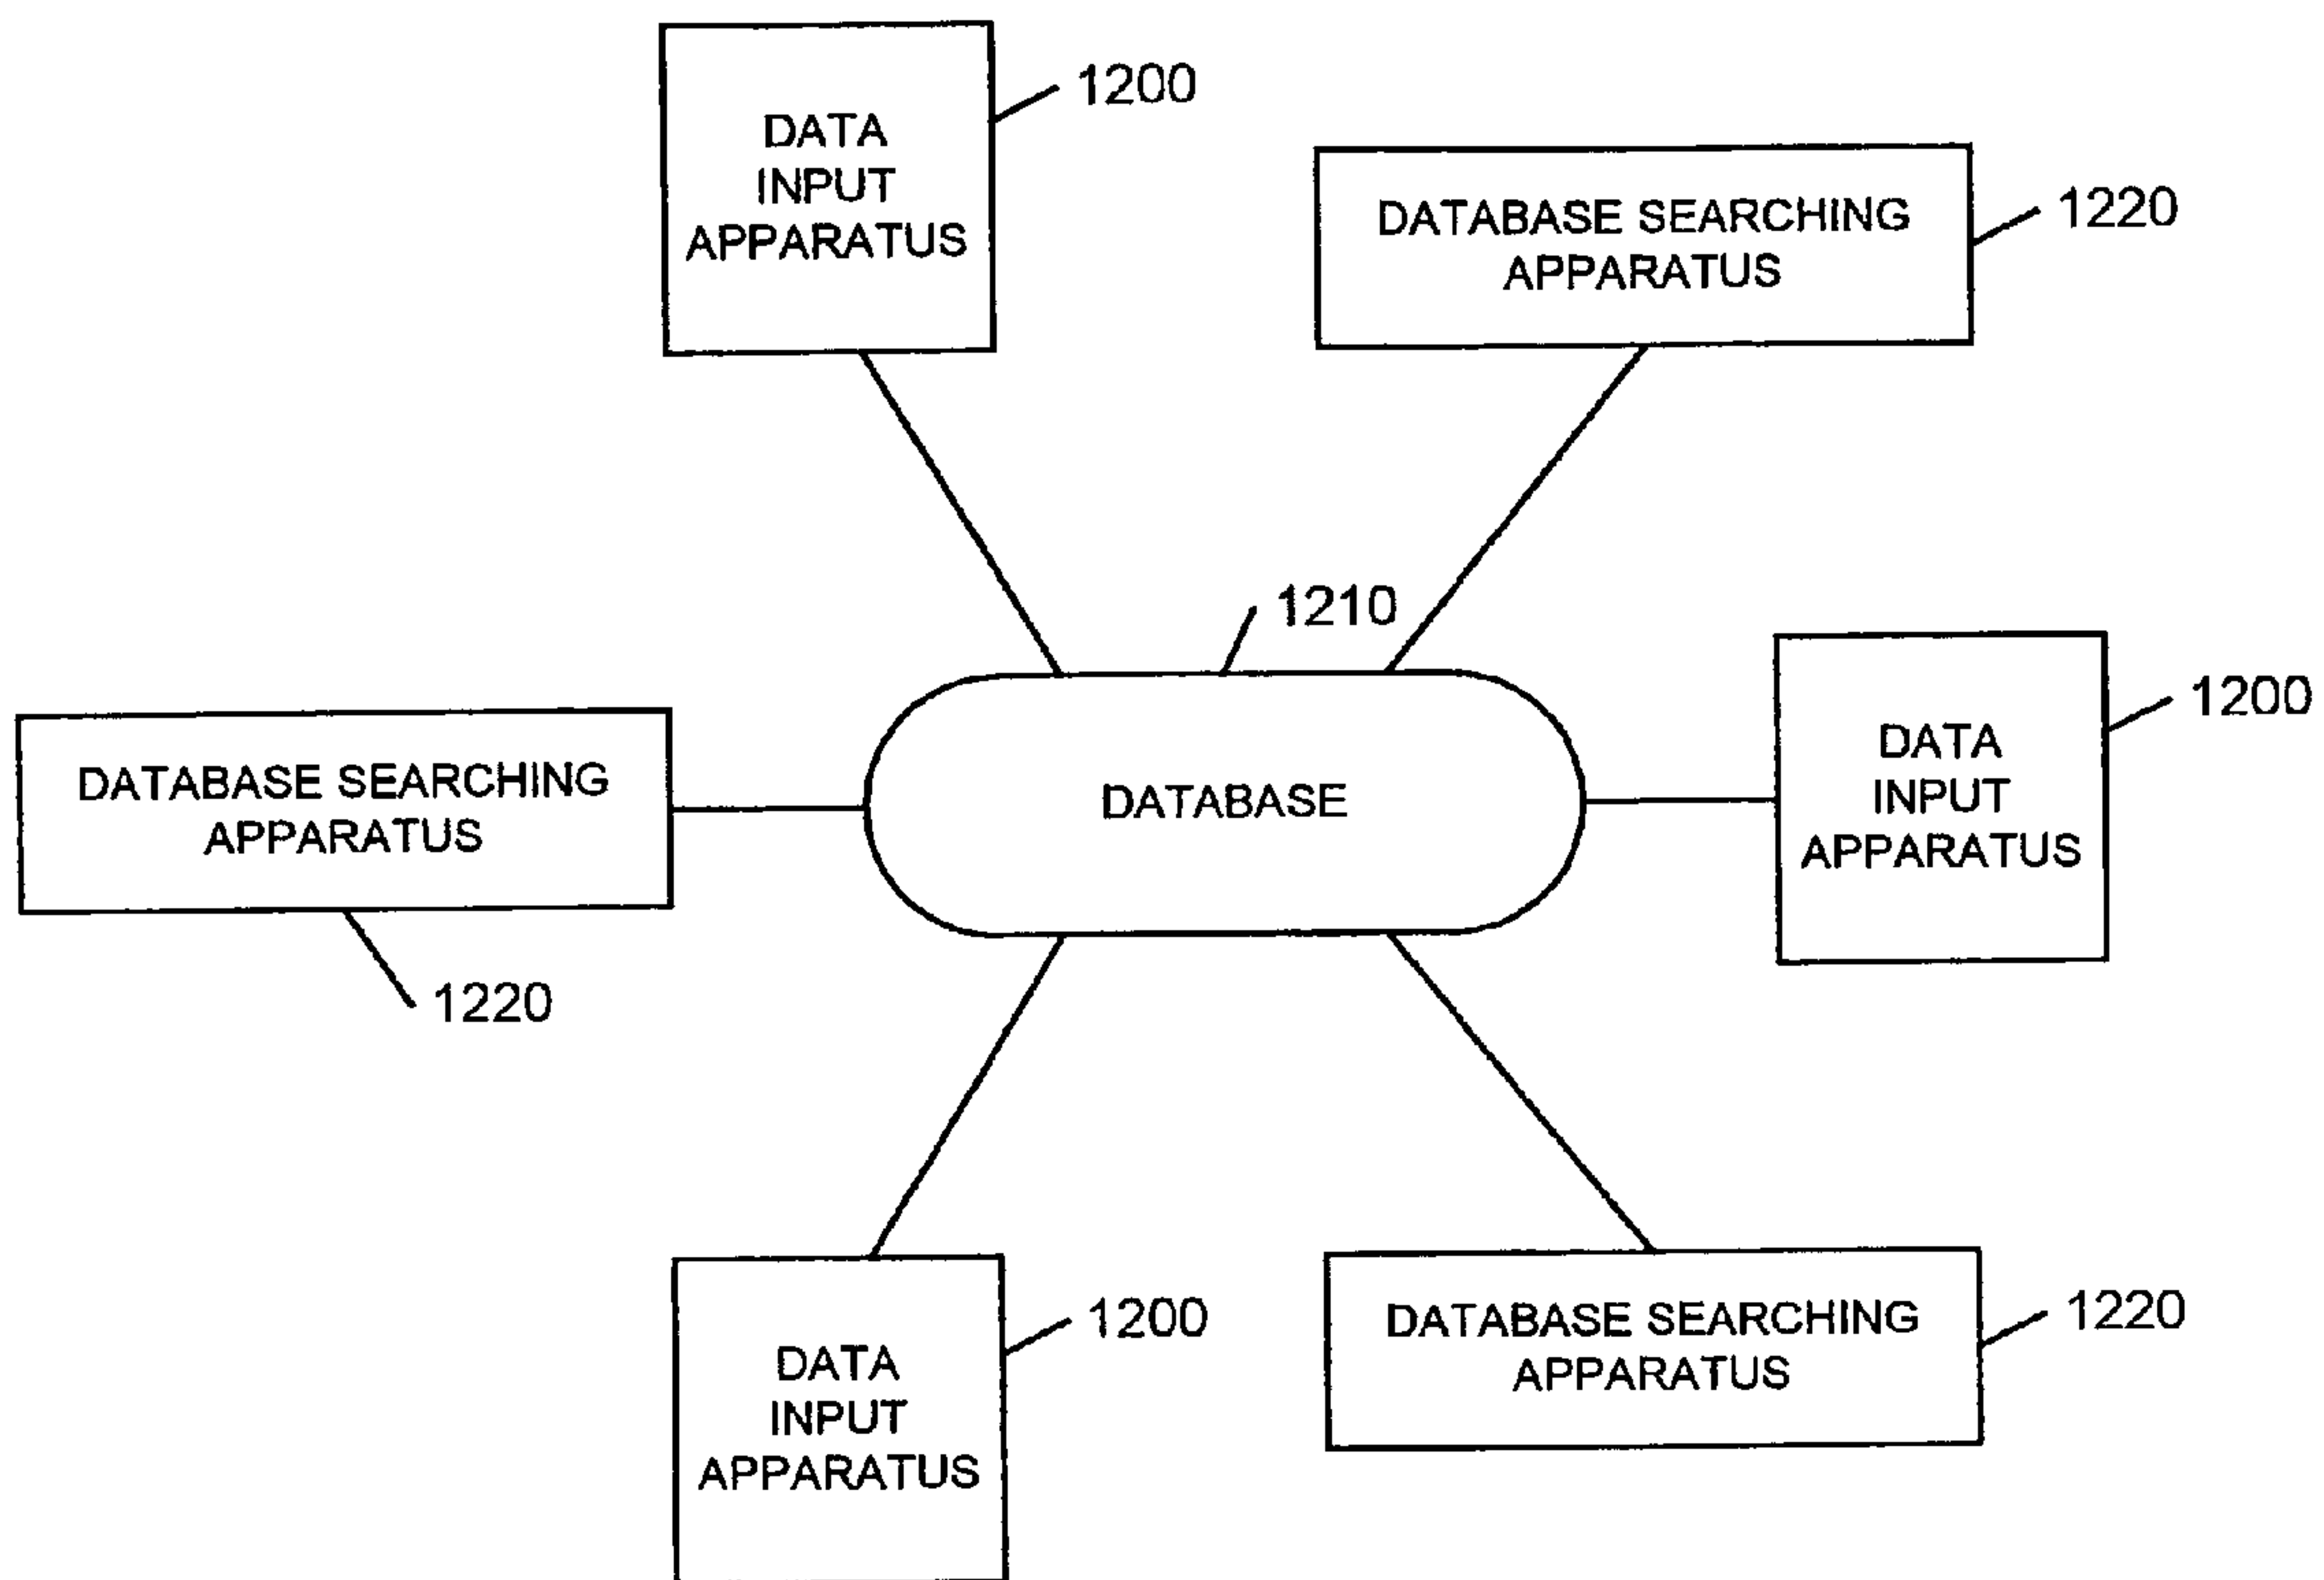 1200
DATA
INPUT
APPARATUS
DATABASE SEARCHING
APPARATUS
1220
1210
DATABASE
1200
DATA
INPUT
APPARATUS
DATABASE SEARCHING
APPARATUS
1220
1200
DATA
INPUT
APPARATUS
DATABASE SEARCHING
APPARATUS
1220